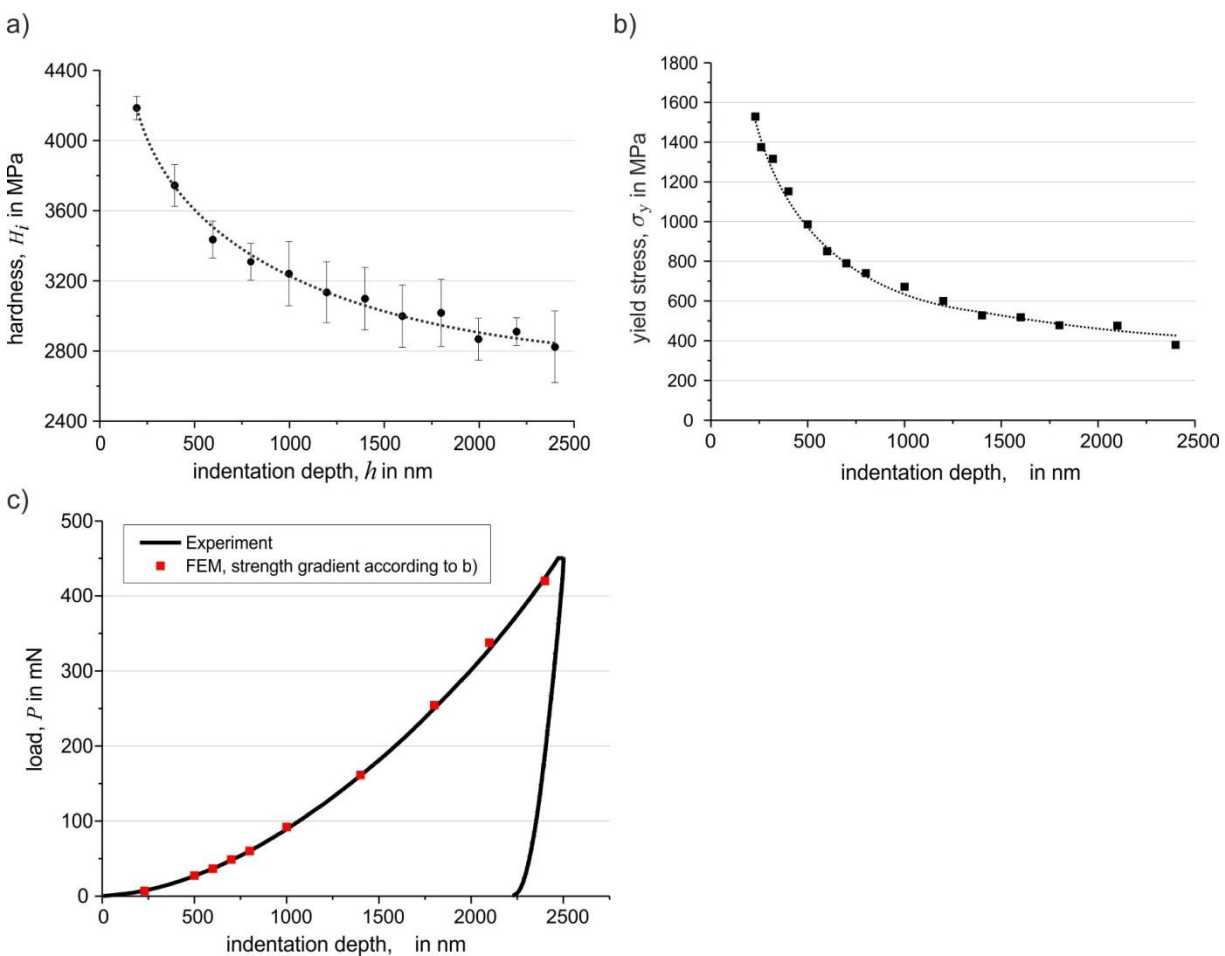 a)
hardness, H_i in MPa
4400
4000
3600
3200
2800
2400
0 500 1000 1500 2000 2500
indentation depth, h in nm
b)
yield stress, σ_y in MPa
1800
1600
1400
1200
1000
800
600
400
200
0
0 500 1000 1500 2000 2500
indentation depth, in nm
c)
load, P in mN
500
400
300
200
100
0
Experiment
FEM, strength gradient according to b)
0 500 1000 1500 2000 2500
indentation depth, in nm